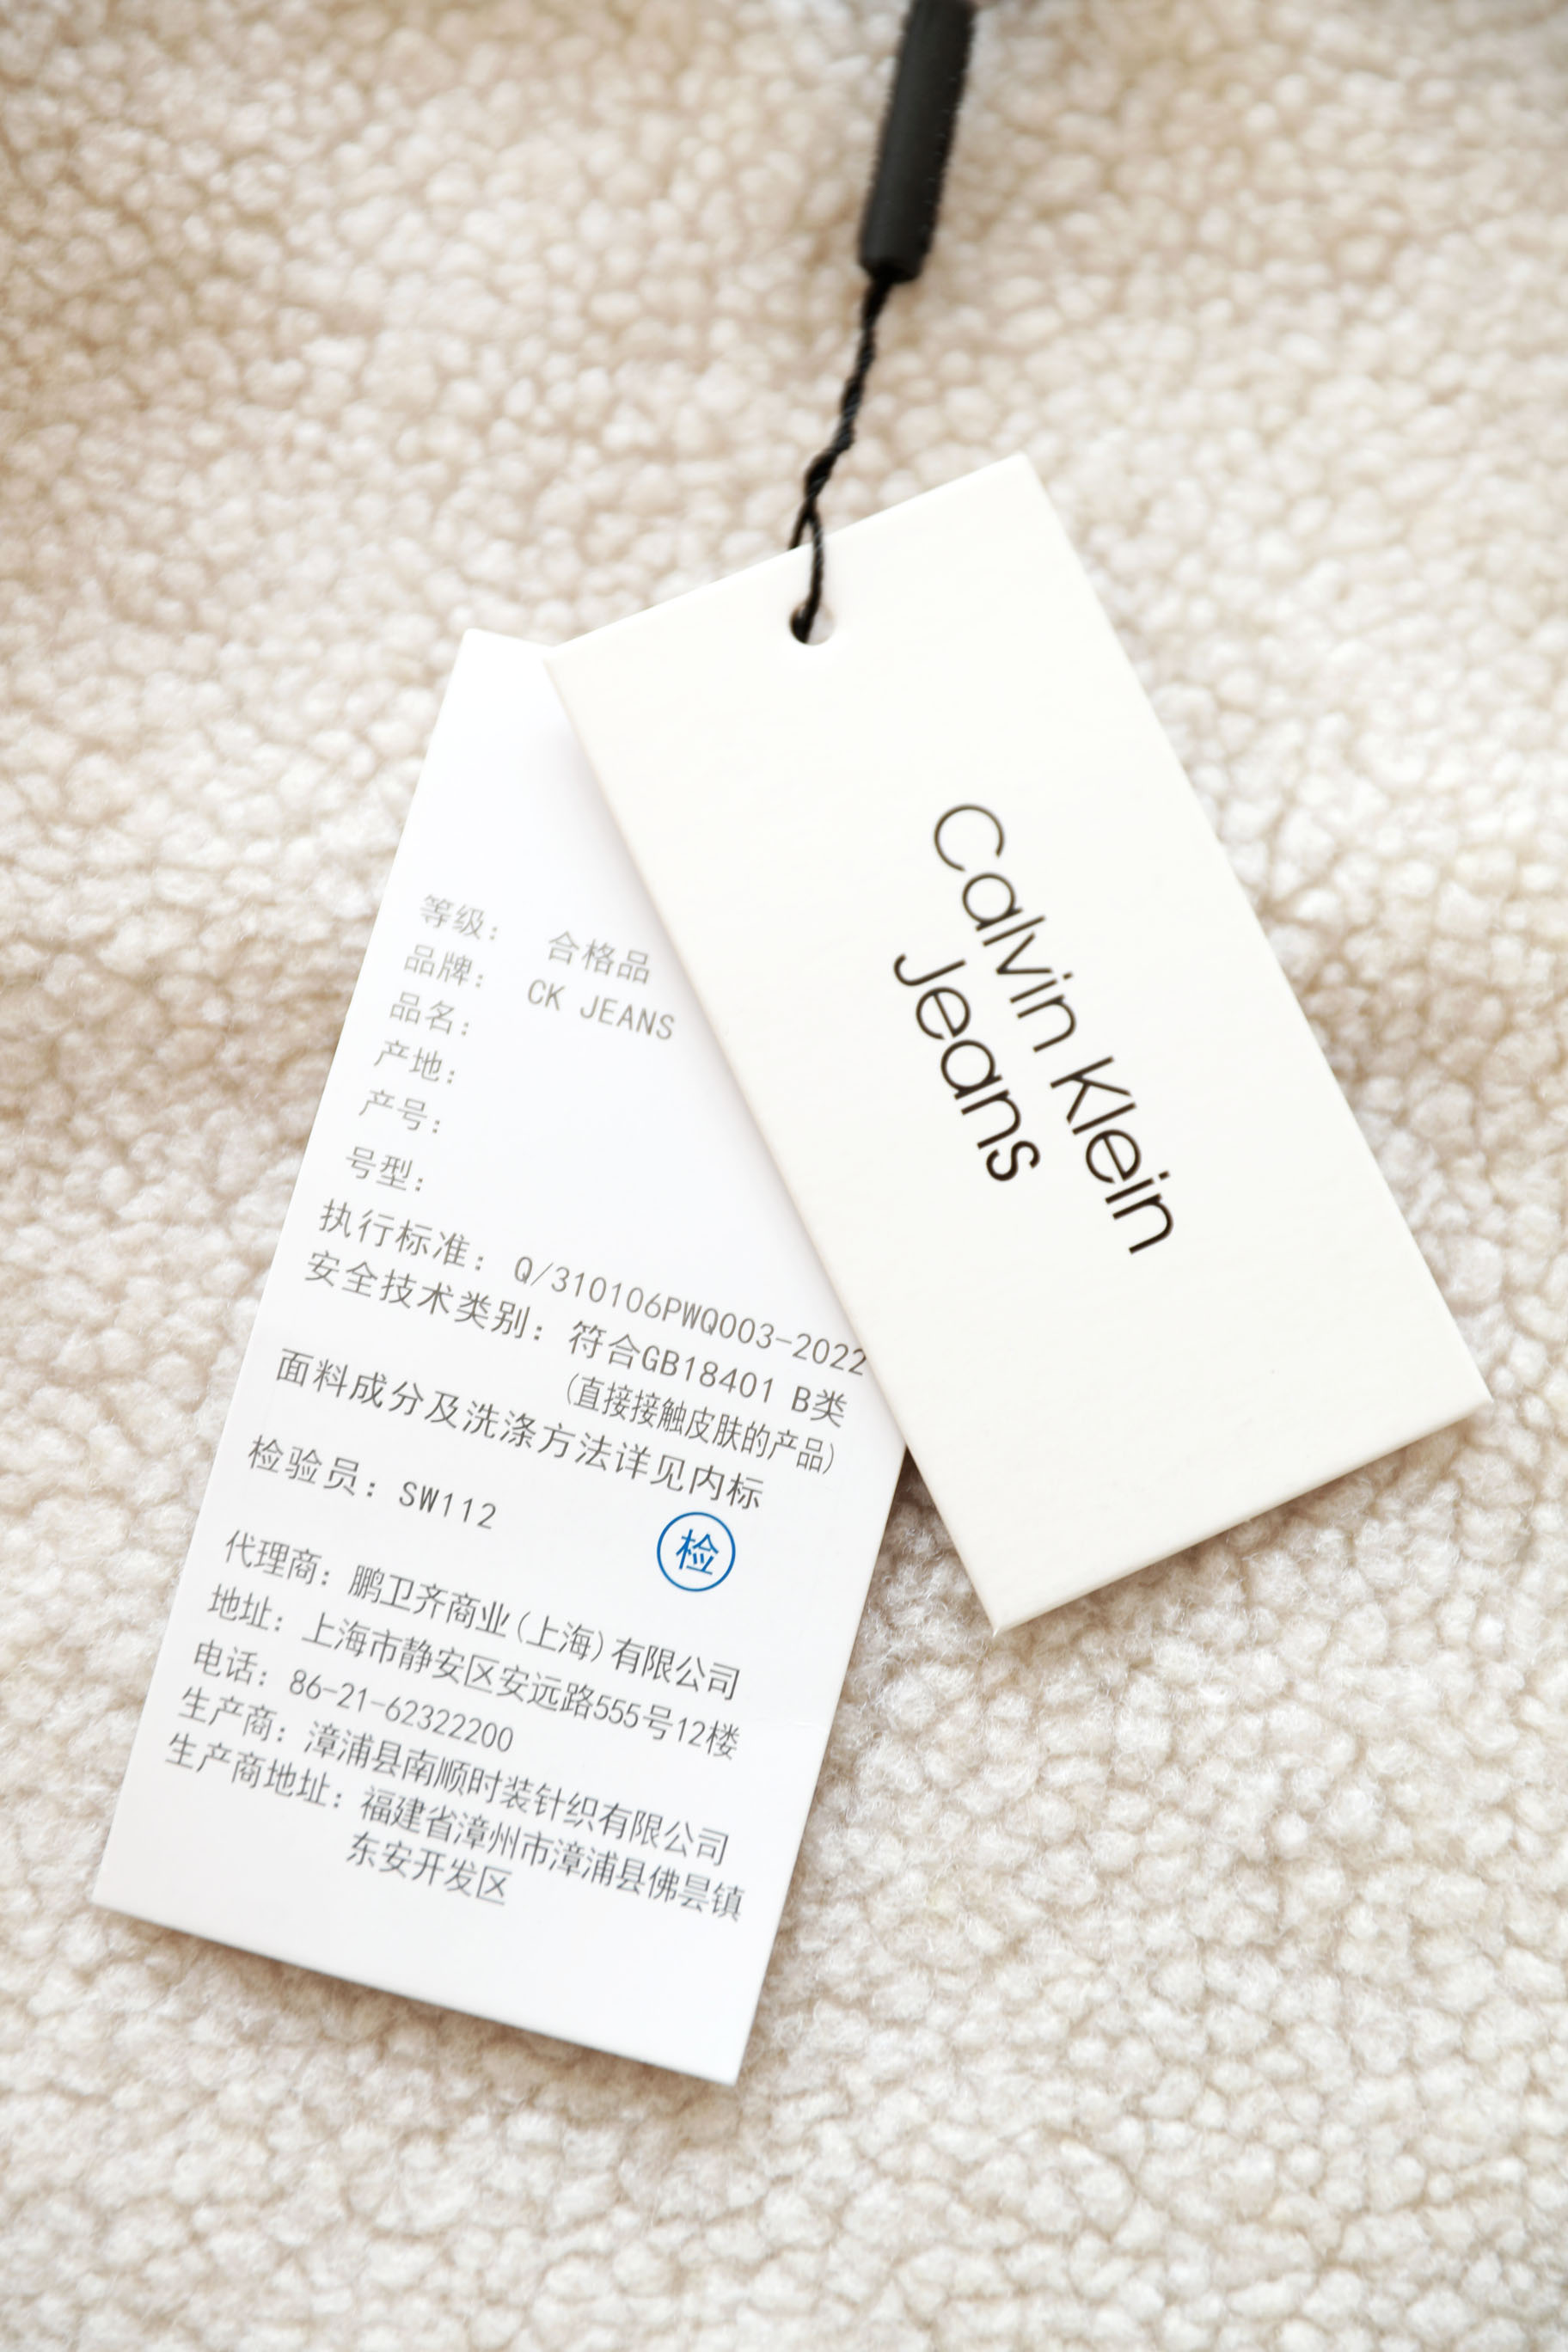 Calvin Klein
Jeans
等级： 合格品
品牌： CK JEANS
品名：
产地：
产号：
号型：
执行标准： Q/310106PWQ003-2022
安全技术类别： 符合GB18401 B类
(直接接触皮肤的产品)
面料成分及洗涤方法详见内标
检验员： SW112
检
代理商： 鹏卫齐商业(上海)有限公司
地址： 上海市静安区安远路555号12楼
电话： 86-21-62322200
生产商： 漳浦县南顺时装针织有限公司
生产商地址： 福建省漳州市漳浦县佛昙镇
东安开发区